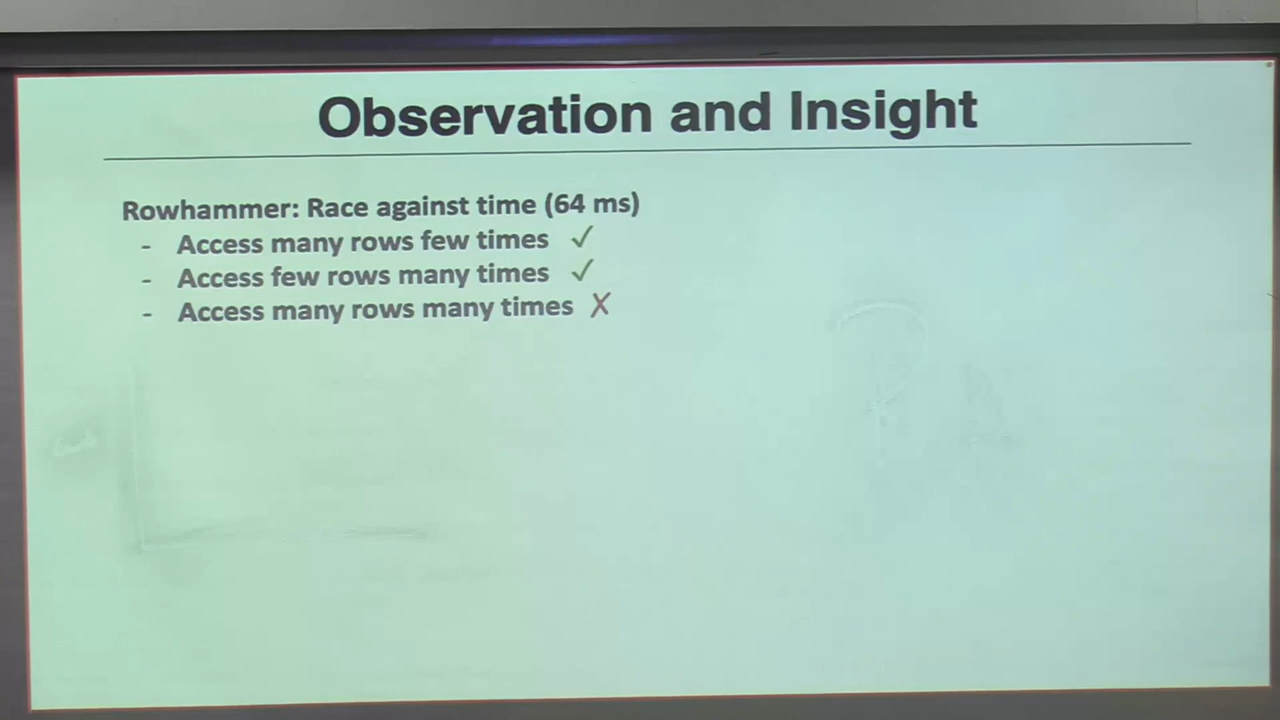 Observation and Insight
Rowhammer: Race against time (64 ms)
- Access many rows few times ✓
- Access few rows many times ✓
- Access many rows many times X